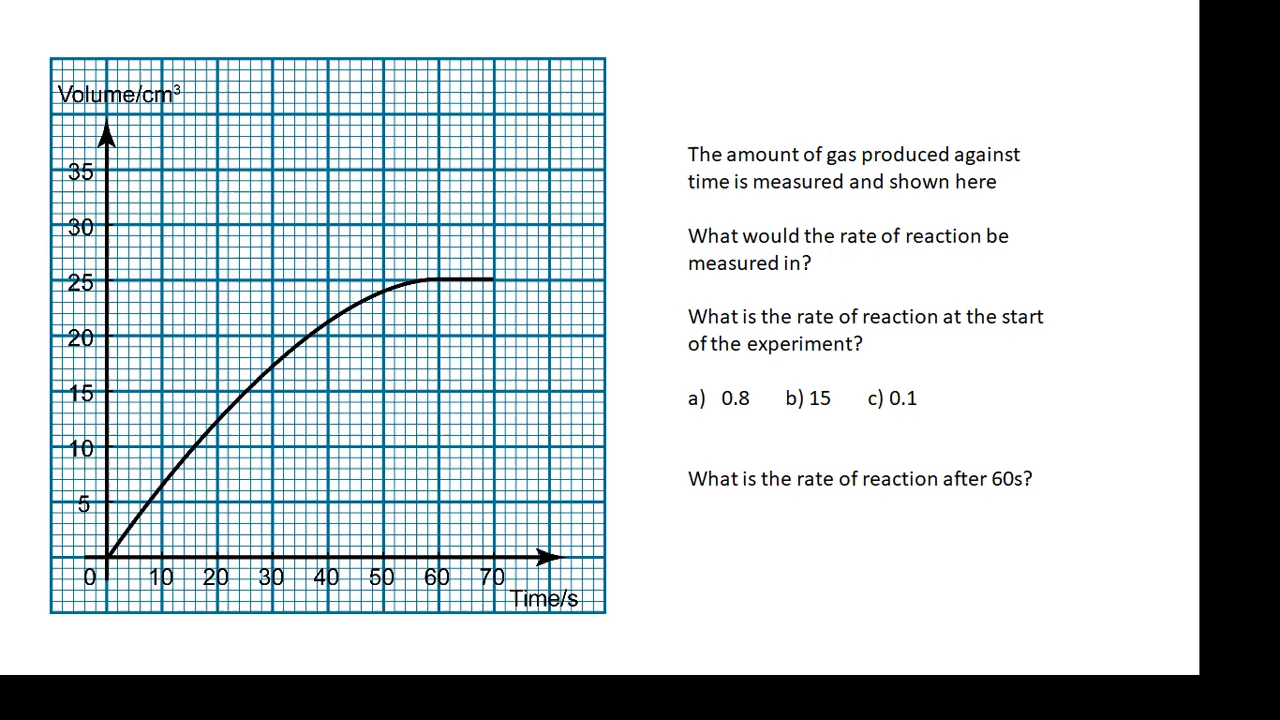 Volume/cm³
35
30
25
20
15
10
5
0 10 20 30 40 50 60 70
Time/s
The amount of gas produced against
time is measured and shown here
What would the rate of reaction be
measured in?
What is the rate of reaction at the start
of the experiment?
a) 0.8 b) 15 c) 0.1
What is the rate of reaction after 60s?